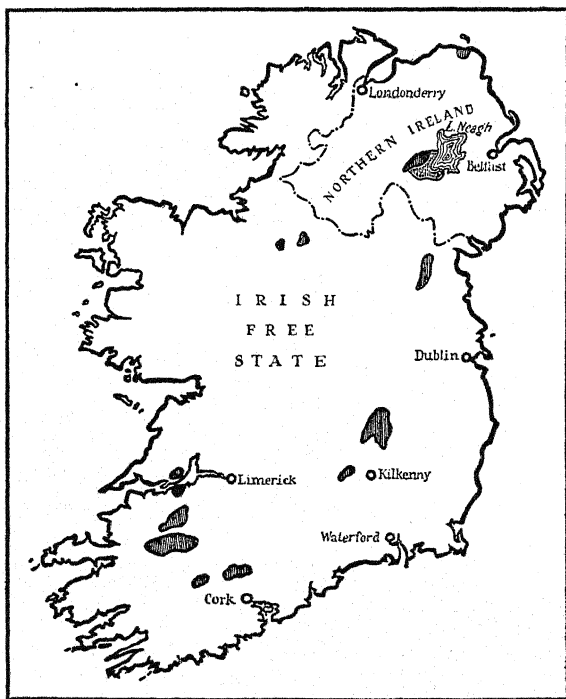 Londonderry
NORTHERN IRELAND
L. Neagh
Belfast
IRISH
FREE
STATE
Dublin
Limerick
Kilkenny
Waterford
Cork